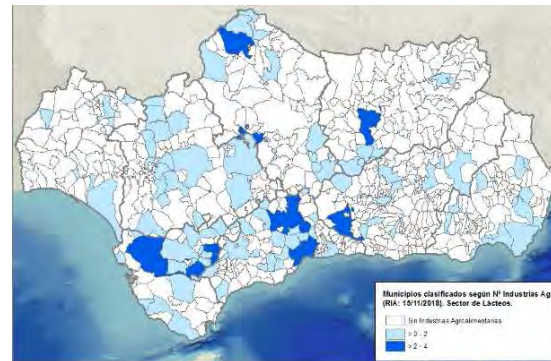 Municipios clasificados según Nº Industrias Ag
(RIA: 15/11/2018). Sector de Lácteos.
Sin Industrias Agroalimentarias
> 0 - 2
> 2 - 4